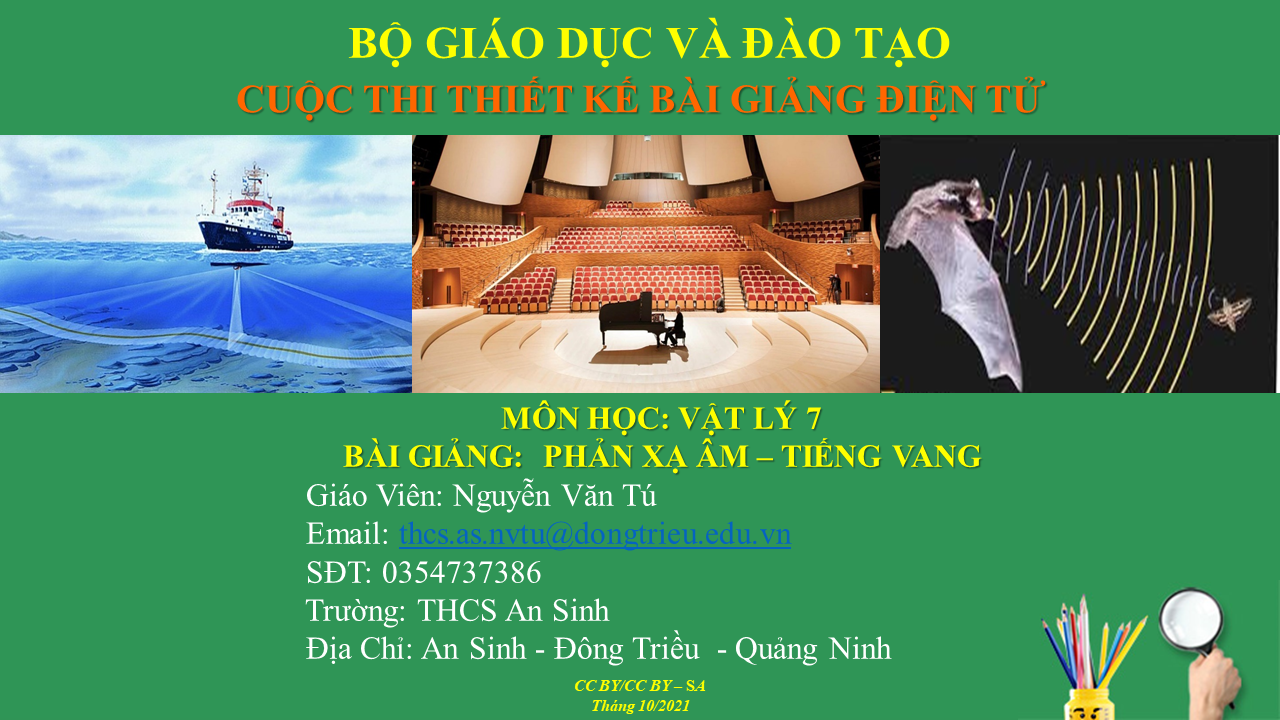 BỘ GIÁO DỤC VÀ ĐÀO TẠO
CUỘC THI THIẾT KẾ BÀI GIẢNG ĐIỆN TỬ
MÔN HỌC: VẬT LÝ 7
BÀI GIẢNG: PHẢN XẠ ÂM – TIẾNG VANG
Giáo Viên: Nguyễn Văn Tú
Email: thcs.as.nvtu@dongtrieu.edu.vn
SĐT: 0354737386
Trường: THCS An Sinh
Địa Chỉ: An Sinh - Đông Triều - Quảng Ninh
CC BY/CC BY – SA
Tháng 10/2021